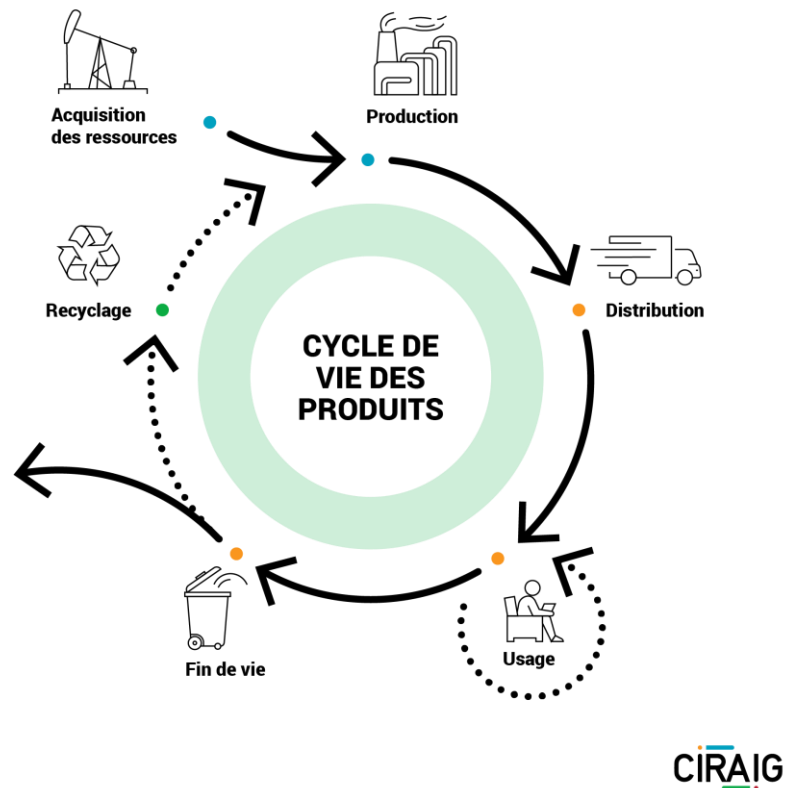 Acquisition
des ressources
Production
Recyclage
Distribution
CYCLE DE
VIE DES
PRODUITS
Fin de vie
Usage
CIRAIG